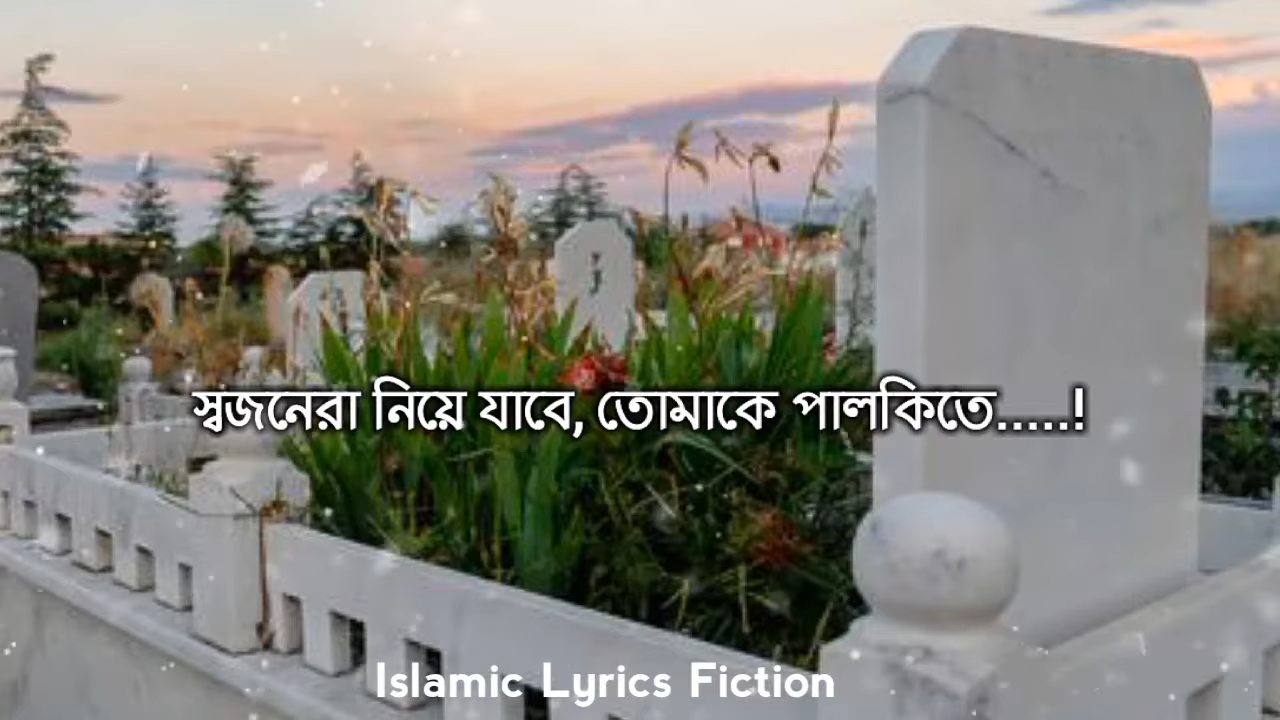 স্বজনেরা নিয়ে যাবে, তোমাকে পালকিতে.....!
Islamic Lyrics Fiction